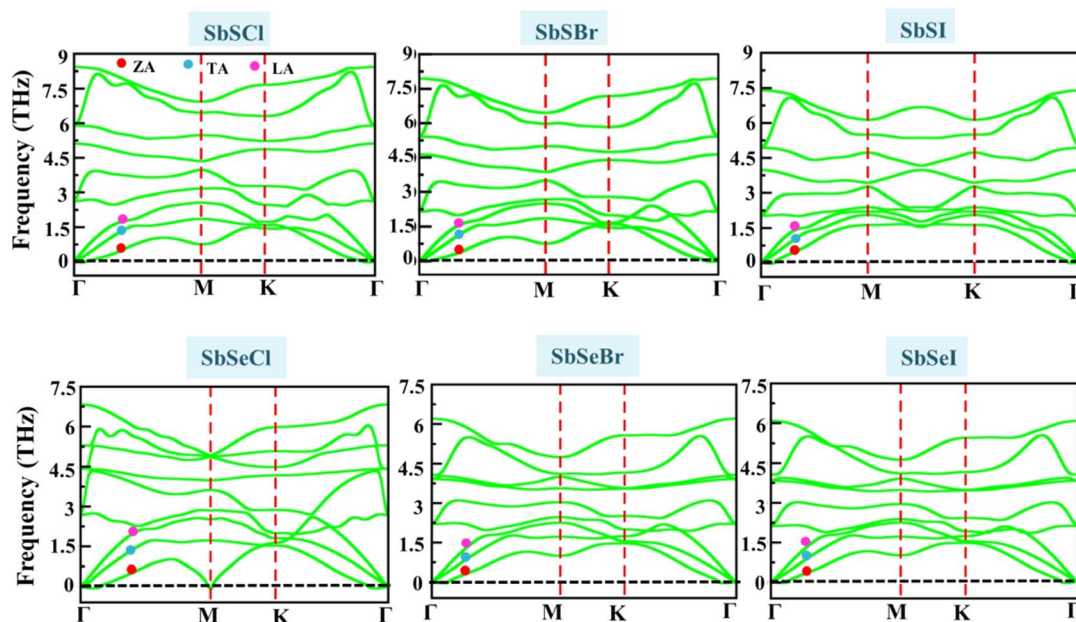 SbSCl
SbSBr
SbSI
Frequency (THz)
9
7.5
6
4.5
3
1.5
0
ZA
TA
LA
Γ
M
K
Γ
9
7.5
6
4.5
3
1.5
0
Γ
M
K
Γ
9
7.5
6
4.5
3
1.5
0
Γ
M
K
Γ
SbSeCl
SbSeBr
SbSeI
Frequency (THz)
7.5
6
4.5
3
1.5
0
Γ
M
K
Γ
7.5
6
4.5
3
1.5
0
Γ
M
K
Γ
7.5
6
4.5
3
1.5
0
Γ
M
K
Γ